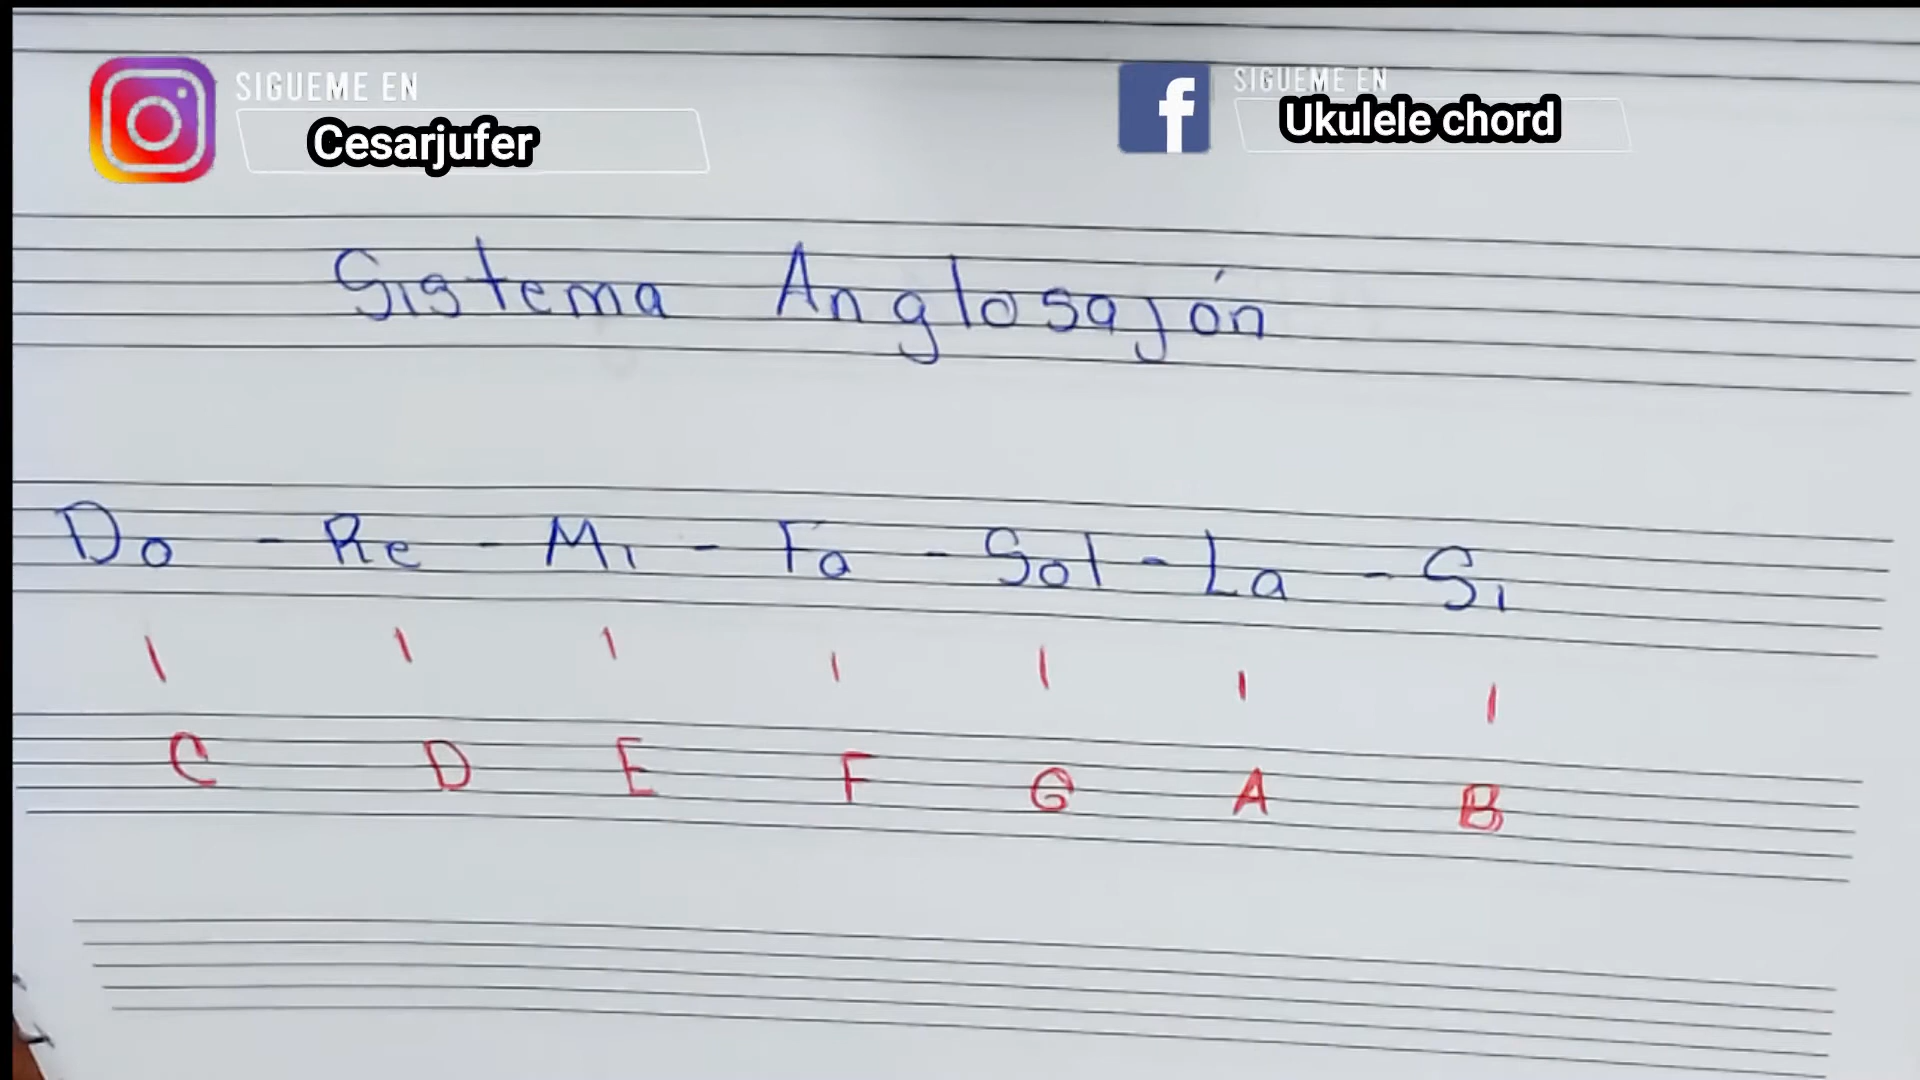 SIGUEME EN
Cesarjufer
SIGUEME EN
Ukulele chord
Sistema Anglosajón
Do - Re - Mi - Fa - Sol - La - Si
C D E F G A B